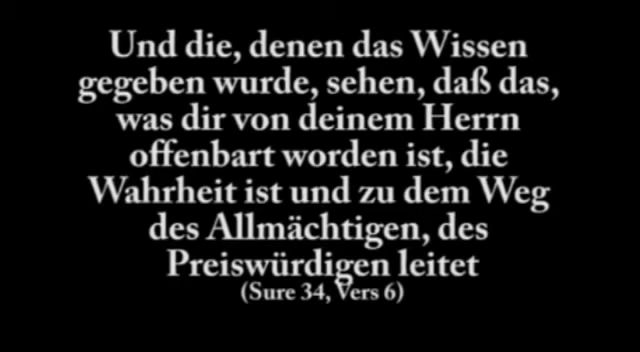 Und die, denen das Wissen
gegeben wurde, sehen, daß das,
was dir von deinem Herrn
offenbart worden ist, die
Wahrheit ist und zu dem Weg
des Allmächtigen, des
Preiswürdigen leitet
(Sure 34, Vers 6)